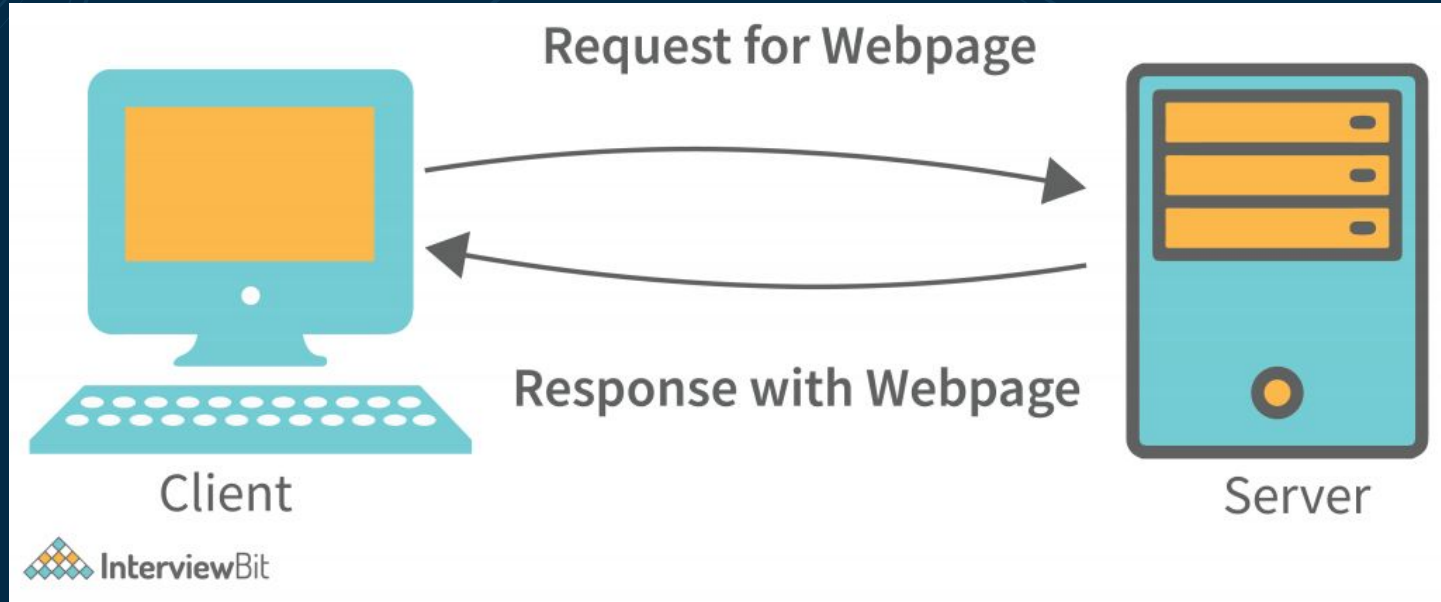 Request for Webpage
Response with Webpage
Client
Server
InterviewBit